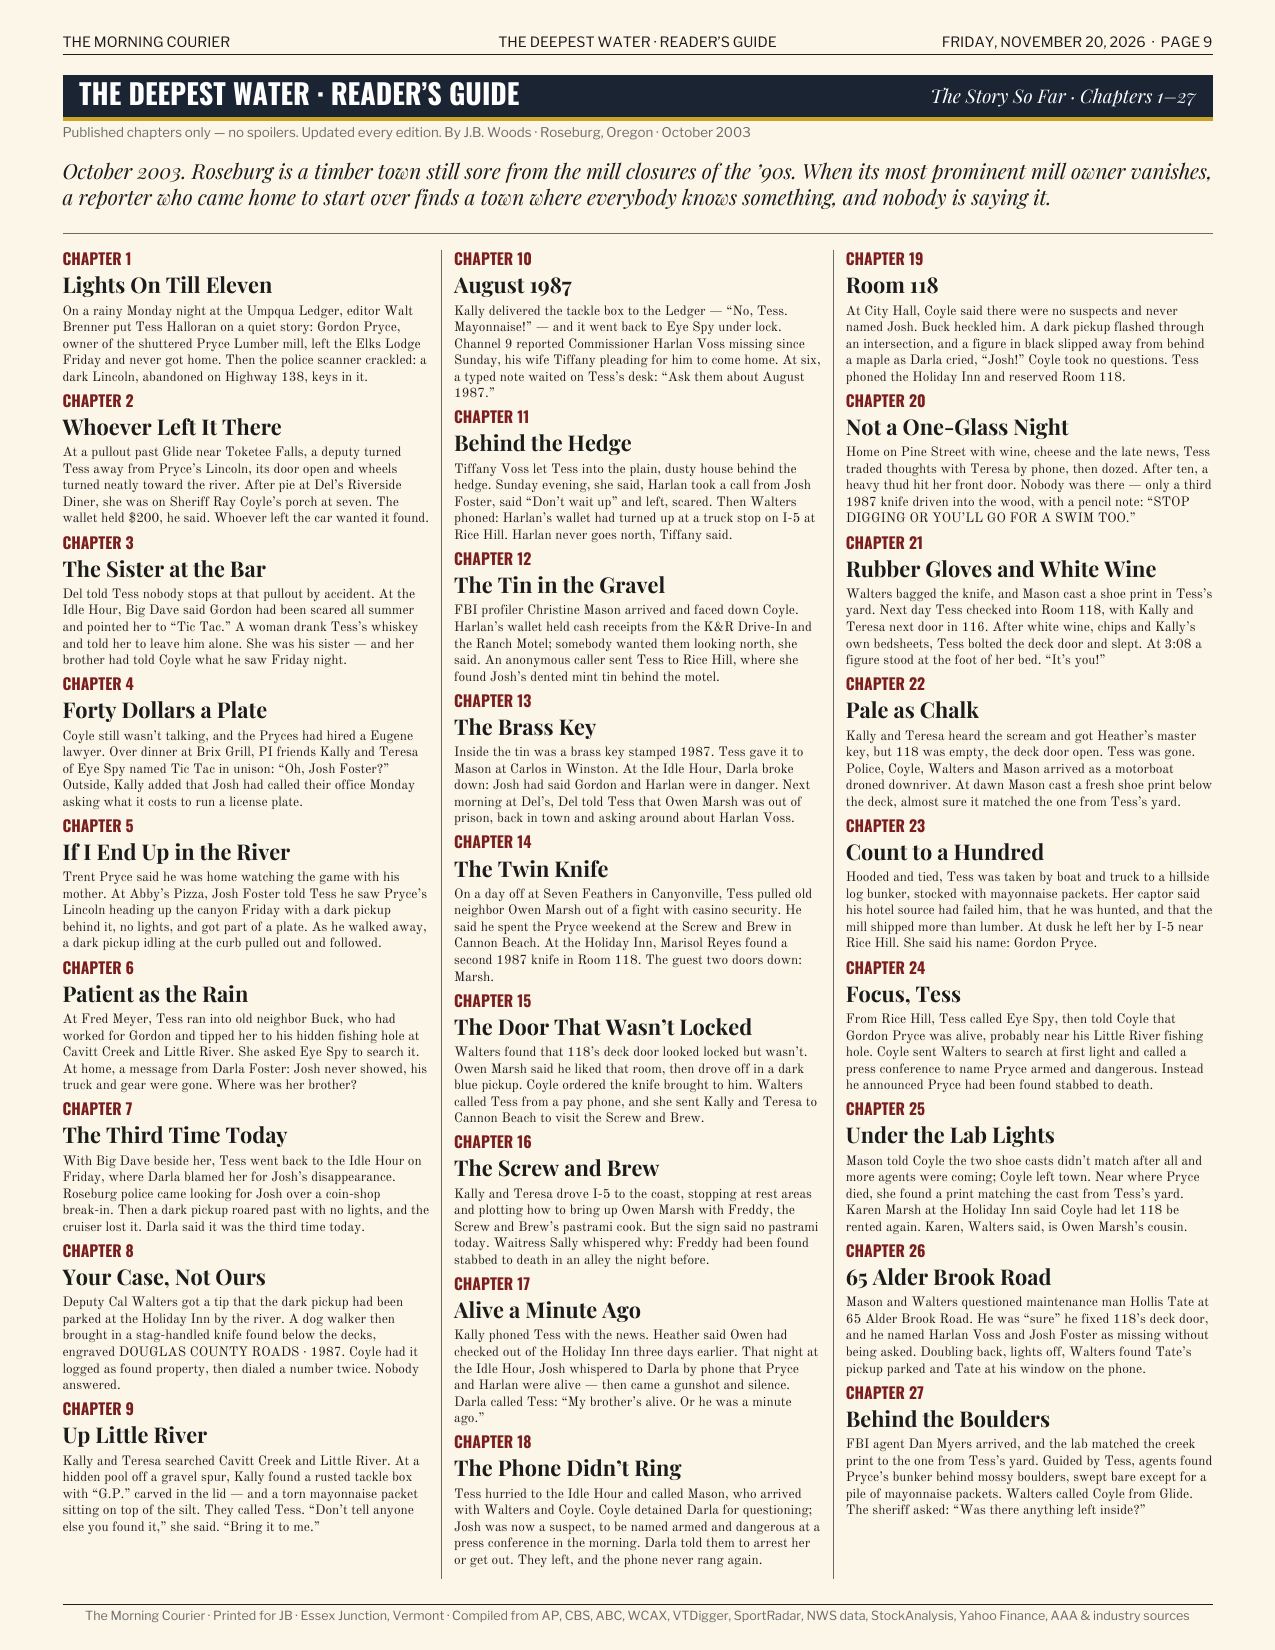 THE MORNING COURIER
THE DEEPEST WATER · READER’S GUIDE
FRIDAY, NOVEMBER 20, 2026 · PAGE 9
THE DEEPEST WATER · READER’S GUIDE
The Story So Far · Chapters 1–27
Published chapters only — no spoilers. Updated every edition. By J.B. Woods · Roseburg, Oregon · October 2003
October 2003. Roseburg is a timber town still sore from the mill closures of the ’90s. When its most prominent mill owner vanishes,
a reporter who came home to start over finds a town where everybody knows something, and nobody is saying it.
CHAPTER 1
Lights On Till Eleven
On a rainy Monday night at the Umpqua Ledger, editor Walt
Brenner put Tess Halloran on a quiet story: Gordon Pryce,
owner of the shuttered Pryce Lumber mill, left the Elks Lodge
Friday and never got home. Then the police scanner crackled: a
dark Lincoln, abandoned on Highway 138, keys in it.
CHAPTER 2
Whoever Left It There
At a pullout past Glide near Toketee Falls, a deputy turned
Tess away from Pryce’s Lincoln, its door open and wheels
turned neatly toward the river. After pie at Del’s Riverside
Diner, she was on Sheriff Ray Coyle’s porch at seven. The
wallet held $200, he said. Whoever left the car wanted it found.
CHAPTER 3
The Sister at the Bar
Del told Tess nobody stops at that pullout by accident. At the
Idle Hour, Big Dave said Gordon had been scared all summer
and pointed her to “Tic Tac.” A woman drank Tess’s whiskey
and told her to leave him alone. She was his sister — and her
brother had told Coyle what he saw Friday night.
CHAPTER 4
Forty Dollars a Plate
Coyle still wasn’t talking, and the Pryces had hired a Eugene
lawyer. Over dinner at Brix Grill, PI friends Kally and Teresa
of Eye Spy named Tic Tac in unison: “Oh, Josh Foster?”
Outside, Kally added that Josh had called their office Monday
asking what it costs to run a license plate.
CHAPTER 5
If I End Up in the River
Trent Pryce said he was home watching the game with his
mother. At Abby’s Pizza, Josh Foster told Tess he saw Pryce’s
Lincoln heading up the canyon Friday with a dark pickup
behind it, no lights, and got part of a plate. As he walked away,
a dark pickup idling at the curb pulled out and followed.
CHAPTER 6
Patient as the Rain
At Fred Meyer, Tess ran into old neighbor Buck, who had
worked for Gordon and tipped her to his hidden fishing hole at
Cavitt Creek and Little River. She asked Eye Spy to search it.
At home, a message from Darla Foster: Josh never showed, his
truck and gear were gone. Where was her brother?
CHAPTER 7
The Third Time Today
With Big Dave beside her, Tess went back to the Idle Hour on
Friday, where Darla blamed her for Josh’s disappearance.
Roseburg police came looking for Josh over a coin-shop
break-in. Then a dark pickup roared past with no lights, and the
cruiser lost it. Darla said it was the third time today.
CHAPTER 8
Your Case, Not Ours
Deputy Cal Walters got a tip that the dark pickup had been
parked at the Holiday Inn by the river. A dog walker then
brought in a stag-handled knife found below the decks,
engraved DOUGLAS COUNTY ROADS · 1987. Coyle had it
logged as found property, then dialed a number twice. Nobody
answered.
CHAPTER 9
Up Little River
Kally and Teresa searched Cavitt Creek and Little River. At a
hidden pool off a gravel spur, Kally found a rusted tackle box
with “G.P.” carved in the lid — and a torn mayonnaise packet
sitting on top of the silt. They called Tess. “Don’t tell anyone
else you found it,” she said. “Bring it to me.”
CHAPTER 10
August 1987
Kally delivered the tackle box to the Ledger — “No, Tess.
Mayonnaise!” — and it went back to Eye Spy under lock.
Channel 9 reported Commissioner Harlan Voss missing since
Sunday, his wife Tiffany pleading for him to come home. At six,
a typed note waited on Tess’s desk: “Ask them about August
1987.”
CHAPTER 11
Behind the Hedge
Tiffany Voss let Tess into the plain, dusty house behind the
hedge. Sunday evening, she said, Harlan took a call from Josh
Foster, said “Don’t wait up” and left, scared. Then Walters
phoned: Harlan’s wallet had turned up at a truck stop on I-5 at
Rice Hill. Harlan never goes north, Tiffany said.
CHAPTER 12
The Tin in the Gravel
FBI profiler Christine Mason arrived and faced down Coyle.
Harlan’s wallet held cash receipts from the K&R Drive-In and
the Ranch Motel; somebody wanted them looking north, she
said. An anonymous caller sent Tess to Rice Hill, where she
found Josh’s dented mint tin behind the motel.
CHAPTER 13
The Brass Key
Inside the tin was a brass key stamped 1987. Tess gave it to
Mason at Carlos in Winston. At the Idle Hour, Darla broke
down: Josh had said Gordon and Harlan were in danger. Next
morning at Del’s, Del told Tess that Owen Marsh was out of
prison, back in town and asking around about Harlan Voss.
CHAPTER 14
The Twin Knife
On a day off at Seven Feathers in Canyonville, Tess pulled old
neighbor Owen Marsh out of a fight with casino security. He
said he spent the Pryce weekend at the Screw and Brew in
Cannon Beach. At the Holiday Inn, Marisol Reyes found a
second 1987 knife in Room 118. The guest two doors down:
Marsh.
CHAPTER 15
The Door That Wasn’t Locked
Walters found that 118’s deck door looked locked but wasn’t.
Owen Marsh said he liked that room, then drove off in a dark
blue pickup. Coyle ordered the knife brought to him. Walters
called Tess from a pay phone, and she sent Kally and Teresa to
Cannon Beach to visit the Screw and Brew.
CHAPTER 16
The Screw and Brew
Kally and Teresa drove I-5 to the coast, stopping at rest areas
and plotting how to bring up Owen Marsh with Freddy, the
Screw and Brew’s pastrami cook. But the sign said no pastrami
today. Waitress Sally whispered why: Freddy had been found
stabbed to death in an alley the night before.
CHAPTER 17
Alive a Minute Ago
Kally phoned Tess with the news. Heather said Owen had
checked out of the Holiday Inn three days earlier. That night at
the Idle Hour, Josh whispered to Darla by phone that Pryce
and Harlan were alive — then came a gunshot and silence.
Darla called Tess: “My brother’s alive. Or he was a minute
ago.”
CHAPTER 18
The Phone Didn’t Ring
Tess hurried to the Idle Hour and called Mason, who arrived
with Walters and Coyle. Coyle detained Darla for questioning;
Josh was now a suspect, to be named armed and dangerous at a
press conference in the morning. Darla told them to arrest her
or get out. They left, and the phone never rang again.
CHAPTER 19
Room 118
At City Hall, Coyle said there were no suspects and never
named Josh. Buck heckled him. A dark pickup flashed through
an intersection, and a figure in black slipped away from behind
a maple as Darla cried, “Josh!” Coyle took no questions. Tess
phoned the Holiday Inn and reserved Room 118.
CHAPTER 20
Not a One-Glass Night
Home on Pine Street with wine, cheese and the late news, Tess
traded thoughts with Teresa by phone, then dozed. After ten, a
heavy thud hit her front door. Nobody was there — only a third
1987 knife driven into the wood, with a pencil note: “STOP
DIGGING OR YOU’LL GO FOR A SWIM TOO.”
CHAPTER 21
Rubber Gloves and White Wine
Walters bagged the knife, and Mason cast a shoe print in Tess’s
yard. Next day Tess checked into Room 118, with Kally and
Teresa next door in 116. After white wine, chips and Kally’s
own bedsheets, Tess bolted the deck door and slept. At 3:08 a
figure stood at the foot of her bed. “It’s you!”
CHAPTER 22
Pale as Chalk
Kally and Teresa heard the scream and got Heather’s master
key, but 118 was empty, the deck door open. Tess was gone.
Police, Coyle, Walters and Mason arrived as a motorboat
droned downriver. At dawn Mason cast a fresh shoe print below
the deck, almost sure it matched the one from Tess’s yard.
CHAPTER 23
Count to a Hundred
Hooded and tied, Tess was taken by boat and truck to a hillside
log bunker, stocked with mayonnaise packets. Her captor said
his hotel source had failed him, that he was hunted, and that the
mill shipped more than lumber. At dusk he left her by I-5 near
Rice Hill. She said his name: Gordon Pryce.
CHAPTER 24
Focus, Tess
From Rice Hill, Tess called Eye Spy, then told Coyle that
Gordon Pryce was alive, probably near his Little River fishing
hole. Coyle sent Walters to search at first light and called a
press conference to name Pryce armed and dangerous. Instead
he announced Pryce had been found stabbed to death.
CHAPTER 25
Under the Lab Lights
Mason told Coyle the two shoe casts didn’t match after all and
more agents were coming; Coyle left town. Near where Pryce
died, she found a print matching the cast from Tess’s yard.
Karen Marsh at the Holiday Inn said Coyle had let 118 be
rented again. Karen, Walters said, is Owen Marsh’s cousin.
CHAPTER 26
65 Alder Brook Road
Mason and Walters questioned maintenance man Hollis Tate at
65 Alder Brook Road. He was “sure” he fixed 118’s deck door,
and he named Harlan Voss and Josh Foster as missing without
being asked. Doubling back, lights off, Walters found Tate’s
pickup parked and Tate at his window on the phone.
CHAPTER 27
Behind the Boulders
FBI agent Dan Myers arrived, and the lab matched the creek
print to the one from Tess’s yard. Guided by Tess, agents found
Pryce’s bunker behind mossy boulders, swept bare except for a
pile of mayonnaise packets. Walters called Coyle from Glide.
The sheriff asked: “Was there anything left inside?”
The Morning Courier · Printed for JB · Essex Junction, Vermont · Compiled from AP, CBS, ABC, WCAX, VTDigger, SportRadar, NWS data, StockAnalysis, Yahoo Finance, AAA & industry sources